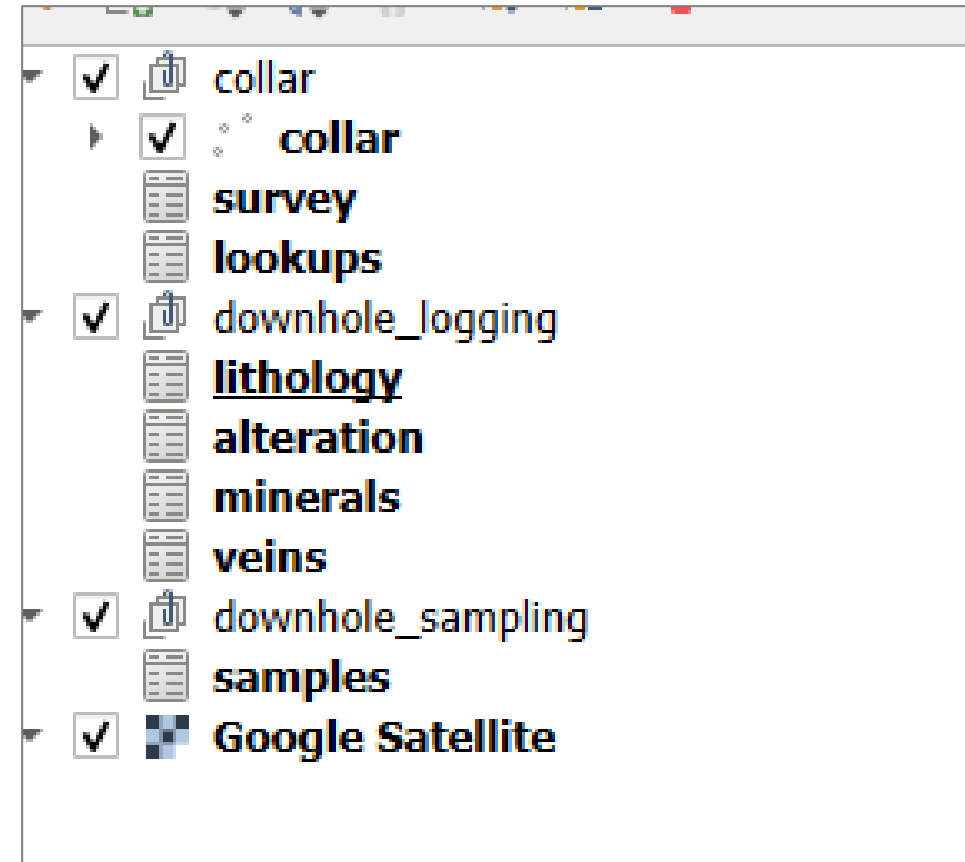 collar
collar
survey
lookups
downhole_logging
lithology
alteration
minerals
veins
downhole_sampling
samples
Google Satellite